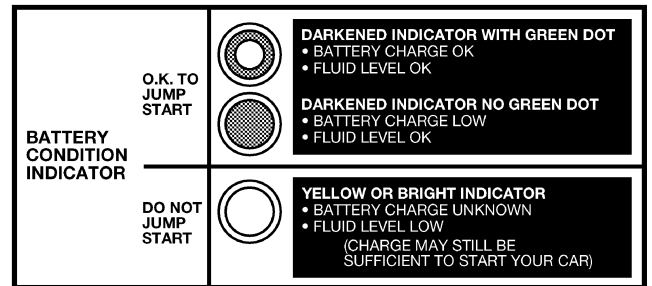 BATTERY
CONDITION
INDICATOR
O.K. TO
JUMP
START
DARKENED INDICATOR WITH GREEN DOT
• BATTERY CHARGE OK
• FLUID LEVEL OK
DARKENED INDICATOR NO GREEN DOT
• BATTERY CHARGE LOW
• FLUID LEVEL OK
DO NOT
JUMP
START
YELLOW OR BRIGHT INDICATOR
• BATTERY CHARGE UNKNOWN
• FLUID LEVEL LOW
(CHARGE MAY STILL BE
SUFFICIENT TO START YOUR CAR)